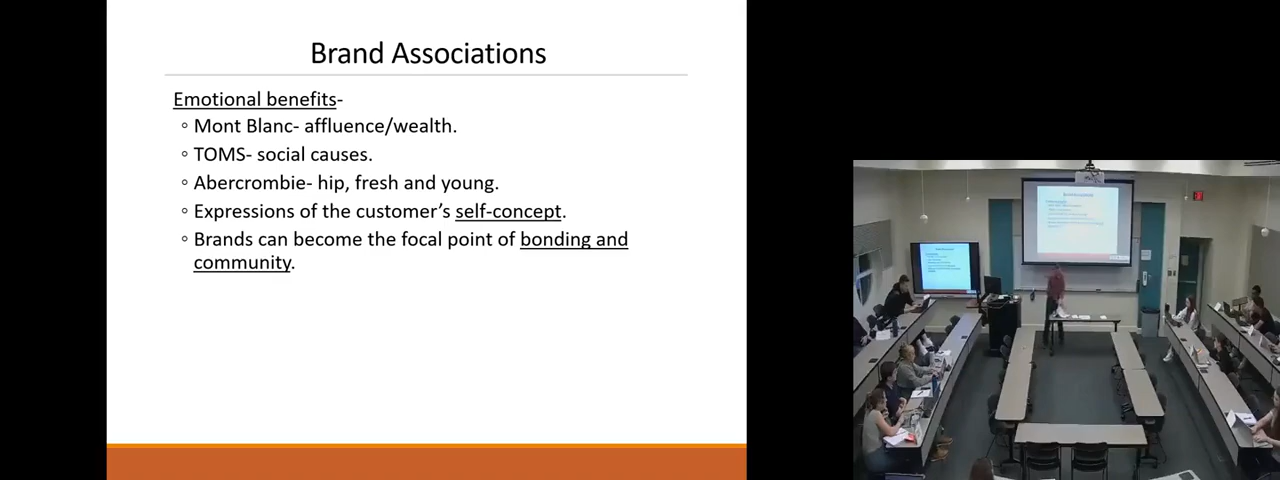 Brand Associations
Emotional benefits-
◦ Mont Blanc- affluence/wealth.
◦ TOMS- social causes.
◦ Abercrombie- hip, fresh and young.
◦ Expressions of the customer's self-concept.
◦ Brands can become the focal point of bonding and
community.